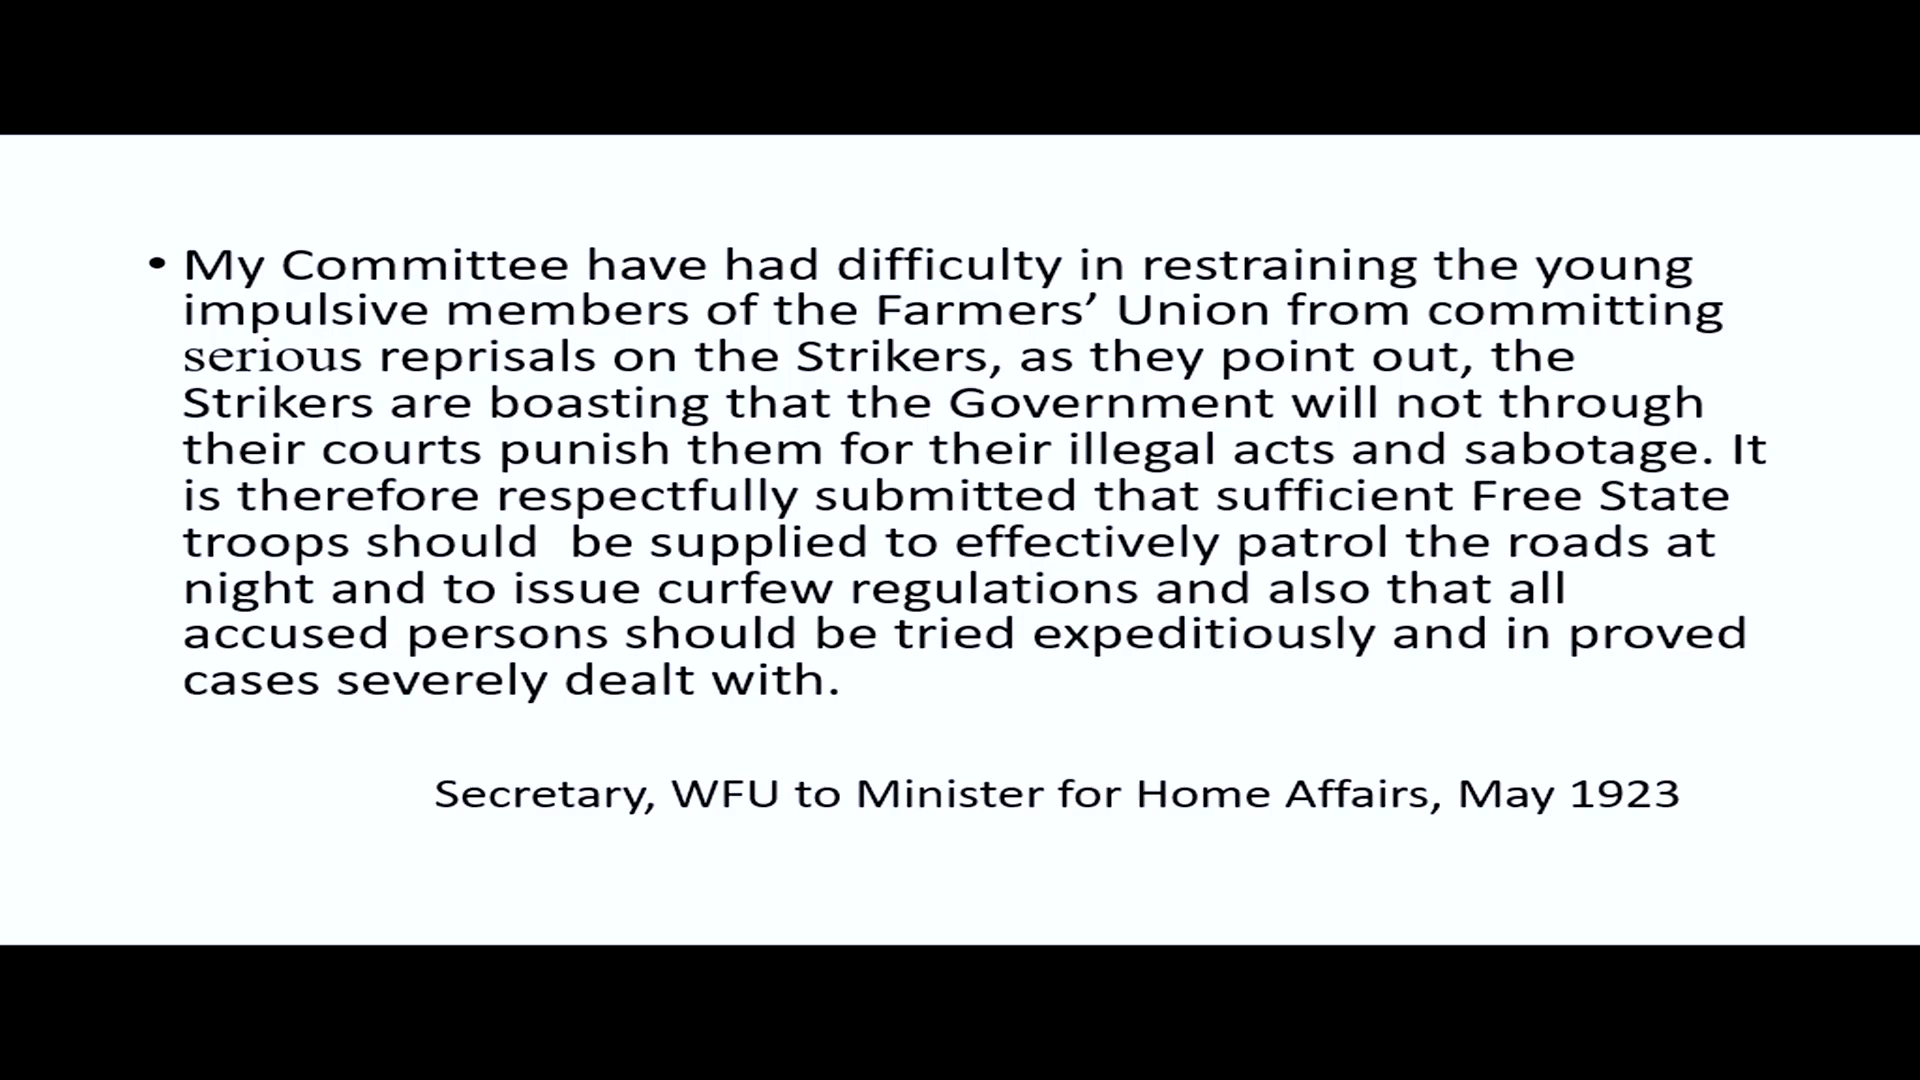 • My Committee have had difficulty in restraining the young
impulsive members of the Farmers’ Union from committing
serious reprisals on the Strikers, as they point out, the
Strikers are boasting that the Government will not through
their courts punish them for their illegal acts and sabotage. It
is therefore respectfully submitted that sufficient Free State
troops should  be supplied to effectively patrol the roads at
night and to issue curfew regulations and also that all
accused persons should be tried expeditiously and in proved
cases severely dealt with.
Secretary, WFU to Minister for Home Affairs, May 1923